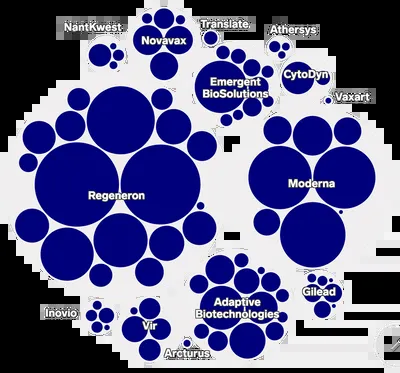 NantKwest
Translate
Athersys
Novavax
Emergent
BioSolutions
CytoDyn
Vaxart
Regeneron
Moderna
Adaptive
Biotechnologies
Gilead
Inovio
Vir
Arcturus